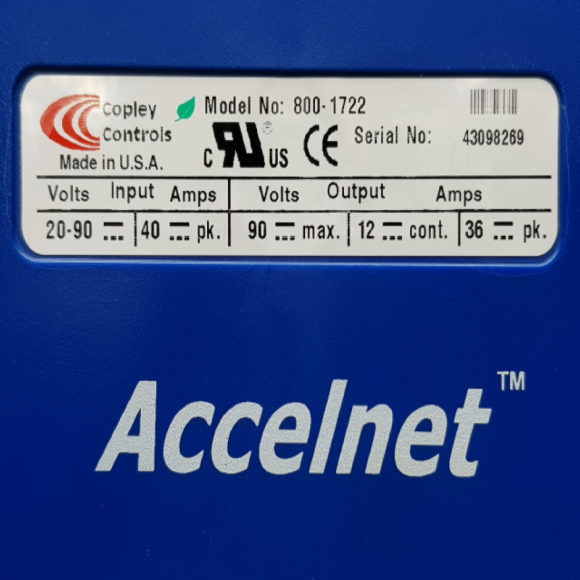 Copley Controls
Model No: 800-1722
Made in U.S.A.
c RU US CE
Serial No: 43098269
Volts Input Amps Volts Output Amps
20-90 ⎓ 40 ⎓ pk. 90 ⎓ max. 12 ⎓ cont. 36 ⎓ pk.
Accelnet™